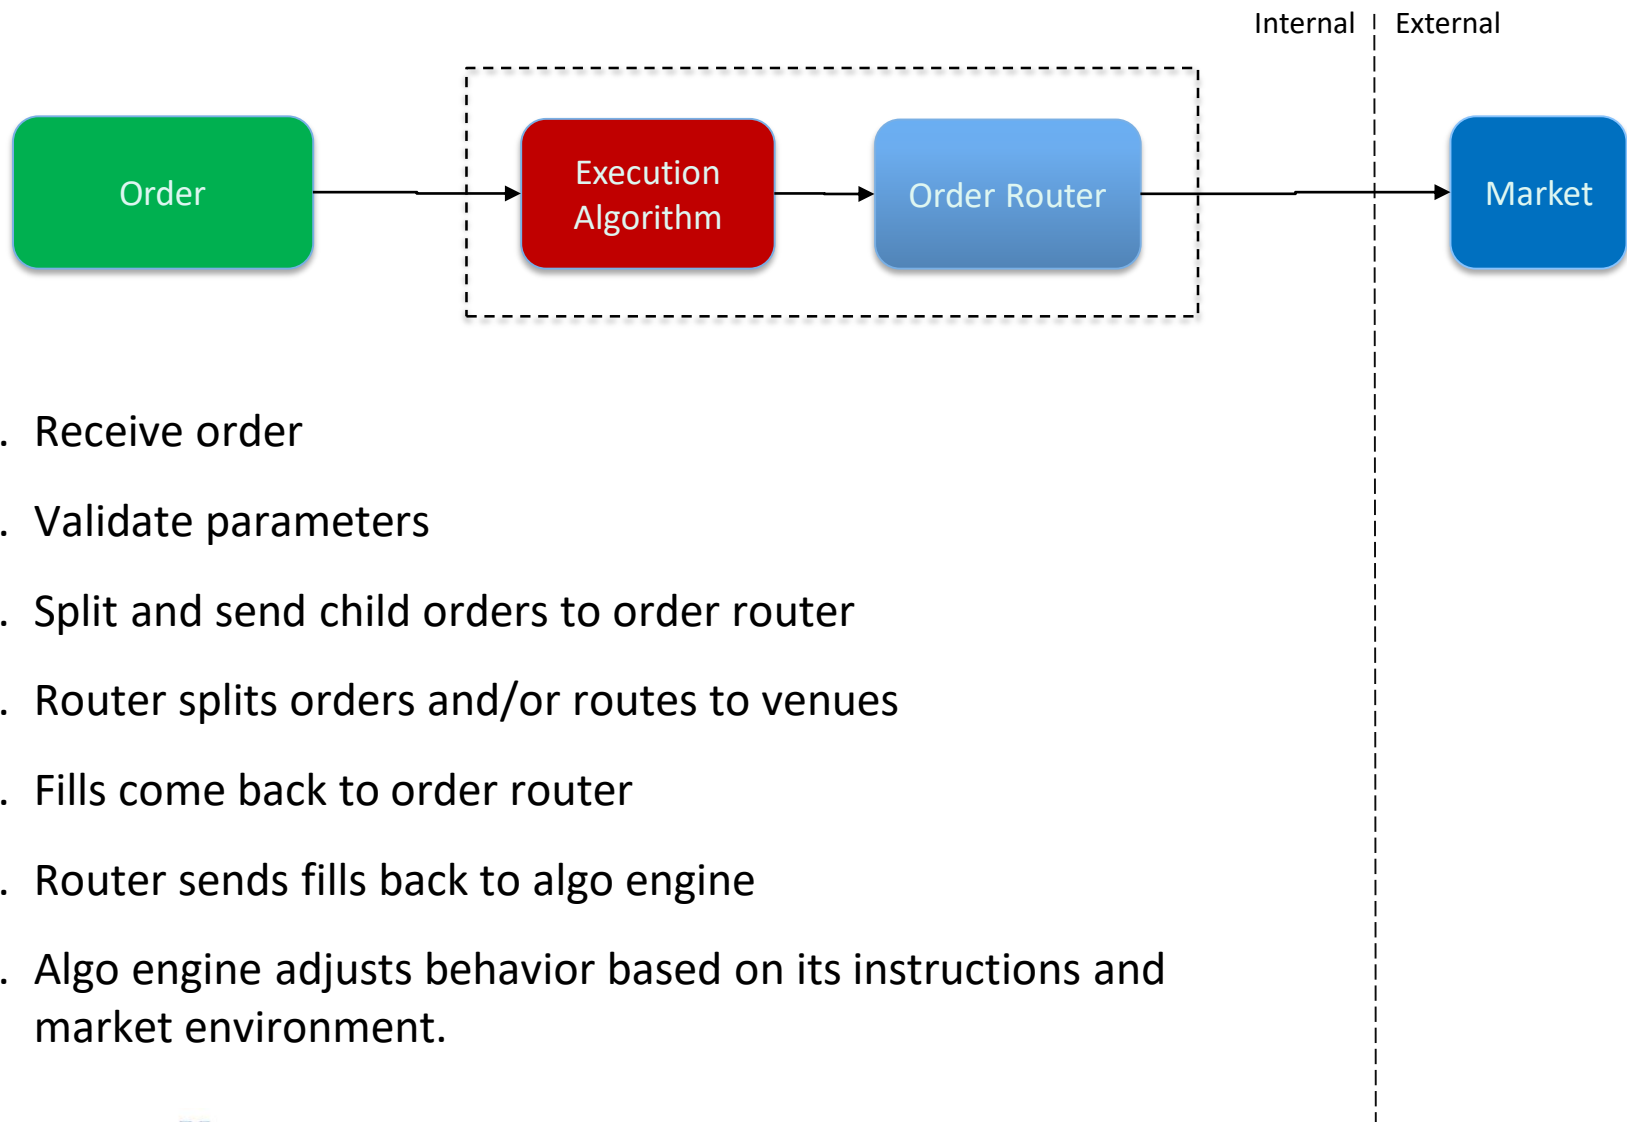 Internal
External
Order
Execution
Algorithm
Order Router
Market
. Receive order
. Validate parameters
. Split and send child orders to order router
. Router splits orders and/or routes to venues
. Fills come back to order router
. Router sends fills back to algo engine
. Algo engine adjusts behavior based on its instructions and
market environment.